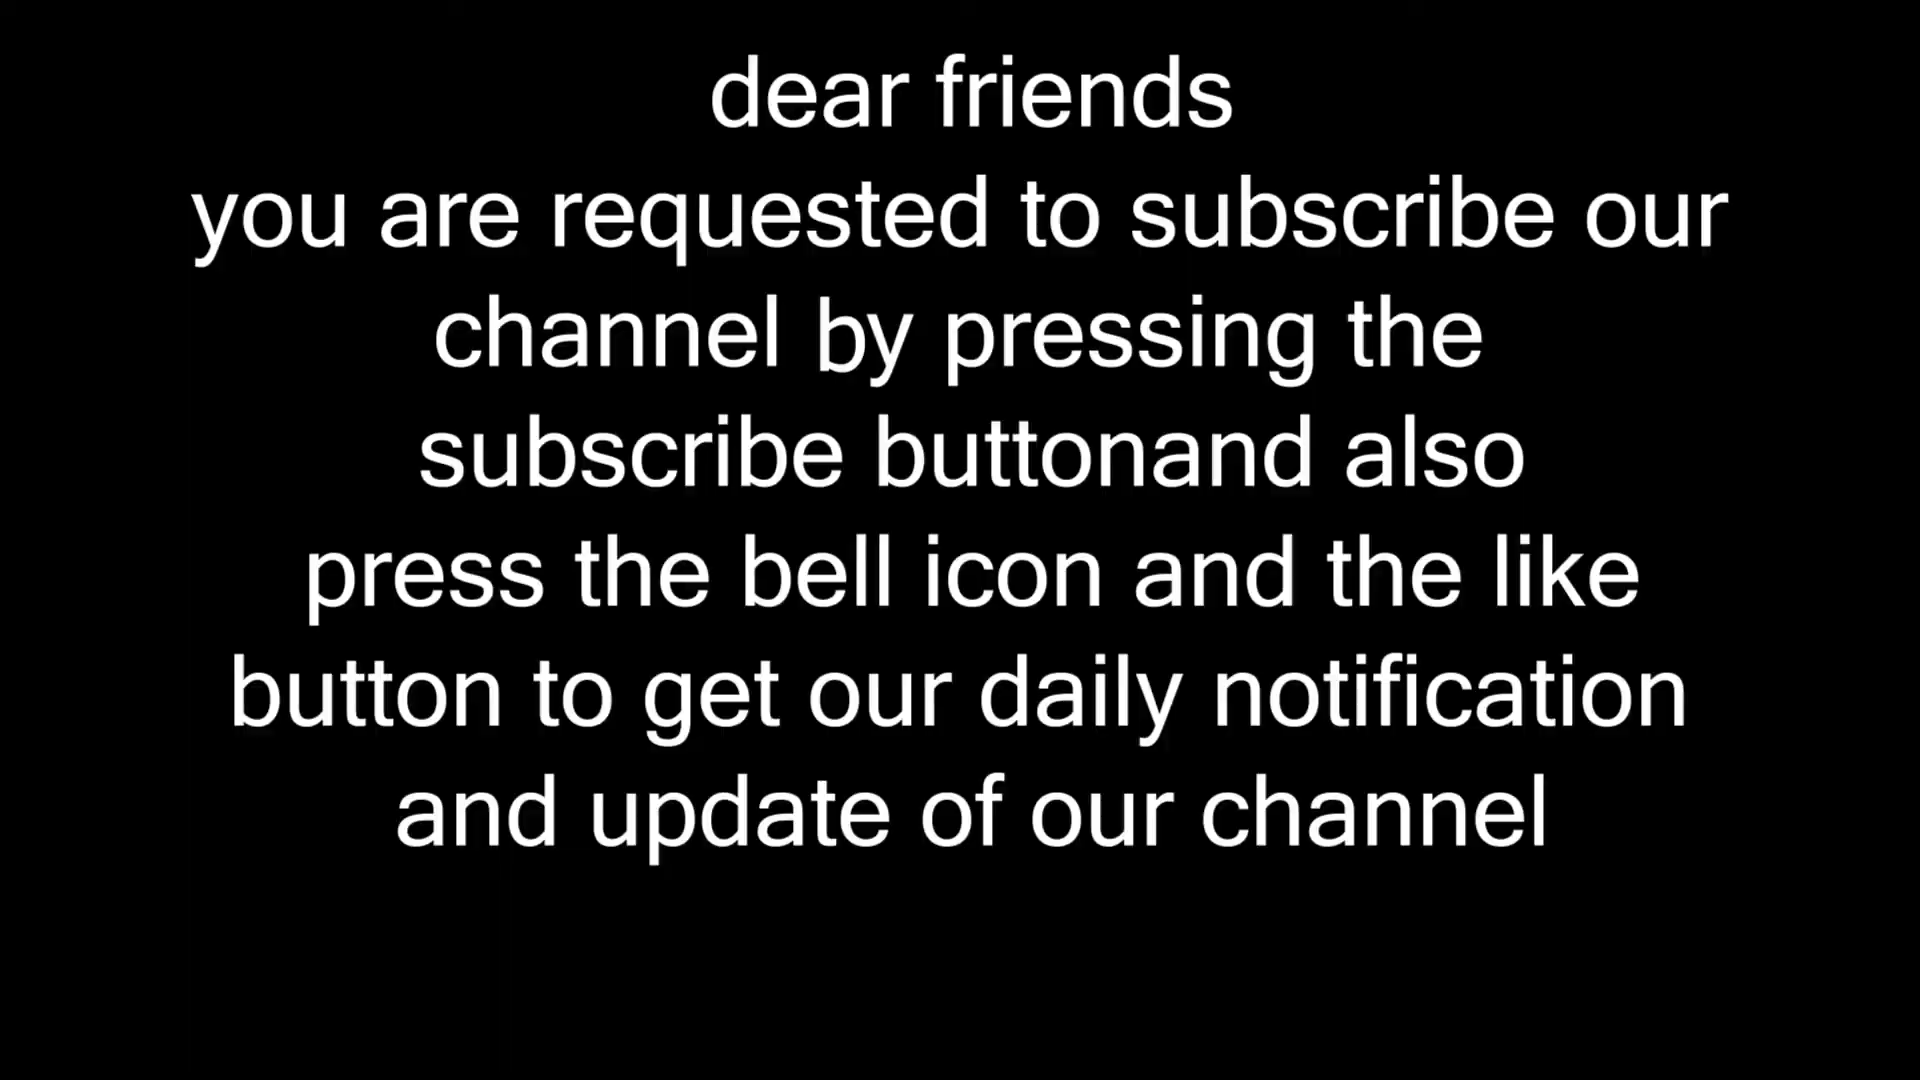 dear friends
you are requested to subscribe our
channel by pressing the
subscribe buttonand also
press the bell icon and the like
button to get our daily notification
and update of our channel